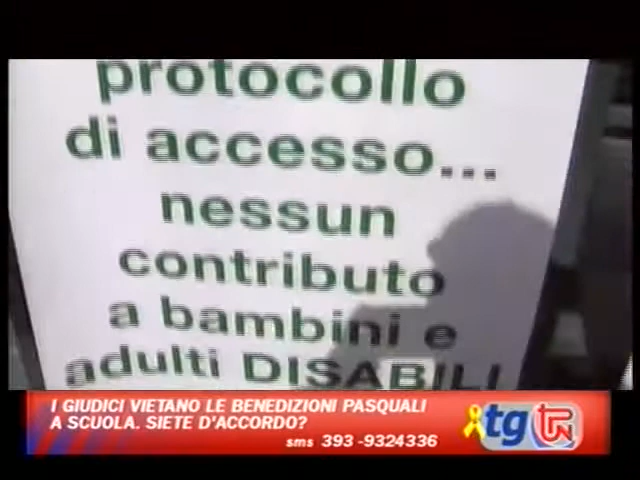 protocollo
di accesso...
nessun
contributo
a bambini e
adulti DISABILI
I GIUDICI VIETANO LE BENEDIZIONI PASQUALI
A SCUOLA. SIETE D'ACCORDO?
sms 393 -9324336
tg TRN